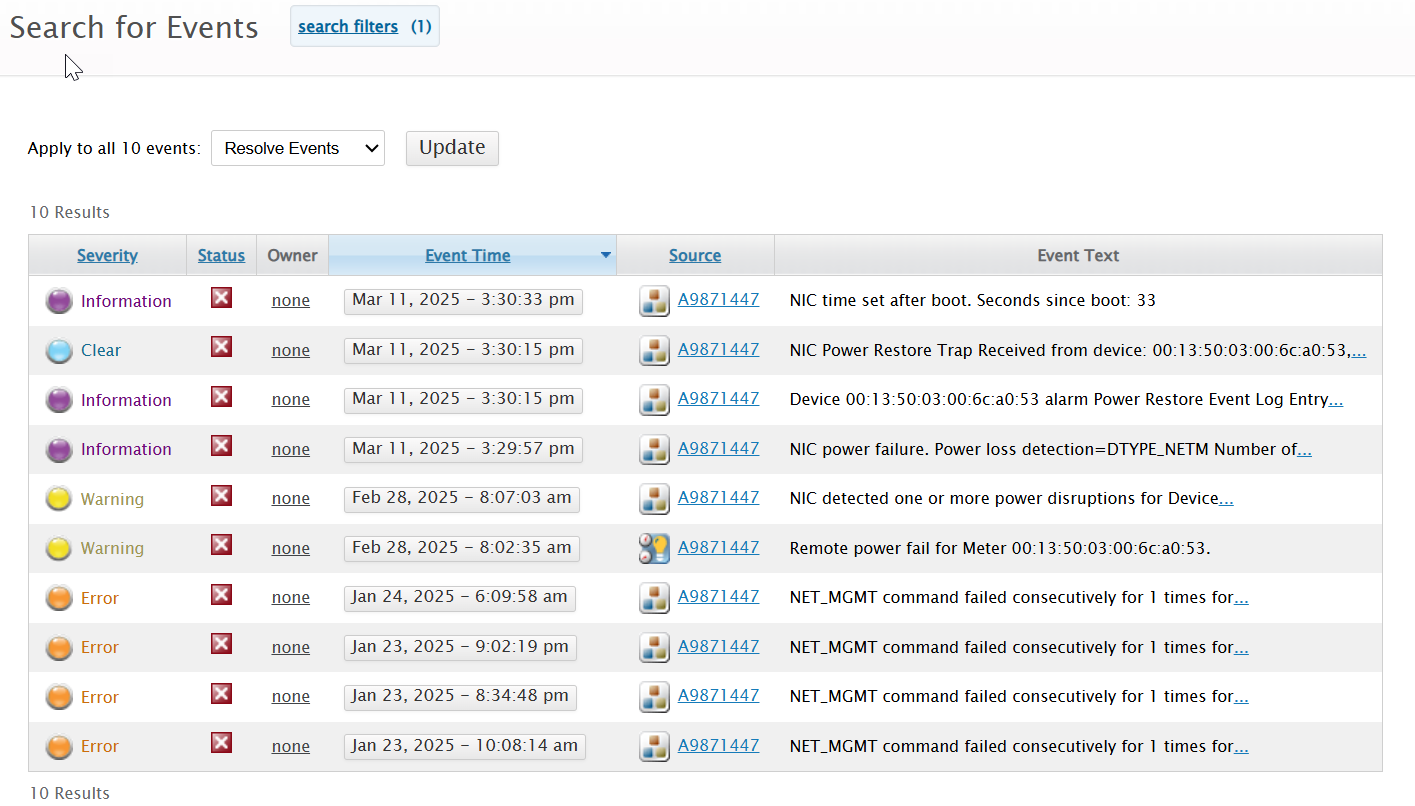 Search for Events search filters (1)
Apply to all 10 events: Resolve Events Update
10 Results
Severity Status Owner Event Time Source Event Text
Information none Mar 11, 2025 – 3:30:33 pm A9871447 NIC time set after boot. Seconds since boot: 33
Clear none Mar 11, 2025 – 3:30:15 pm A9871447 NIC Power Restore Trap Received from device: 00:13:50:03:00:6c:a0:53,...
Information none Mar 11, 2025 – 3:30:15 pm A9871447 Device 00:13:50:03:00:6c:a0:53 alarm Power Restore Event Log Entry...
Information none Mar 11, 2025 – 3:29:57 pm A9871447 NIC power failure. Power loss detection=DTYPE_NETM Number of...
Warning none Feb 28, 2025 – 8:07:03 am A9871447 NIC detected one or more power disruptions for Device...
Warning none Feb 28, 2025 – 8:02:35 am A9871447 Remote power fail for Meter 00:13:50:03:00:6c:a0:53.
Error none Jan 24, 2025 – 6:09:58 am A9871447 NET_MGMT command failed consecutively for 1 times for...
Error none Jan 23, 2025 – 9:02:19 pm A9871447 NET_MGMT command failed consecutively for 1 times for...
Error none Jan 23, 2025 – 8:34:48 pm A9871447 NET_MGMT command failed consecutively for 1 times for...
Error none Jan 23, 2025 – 10:08:14 am A9871447 NET_MGMT command failed consecutively for 1 times for...
10 Results